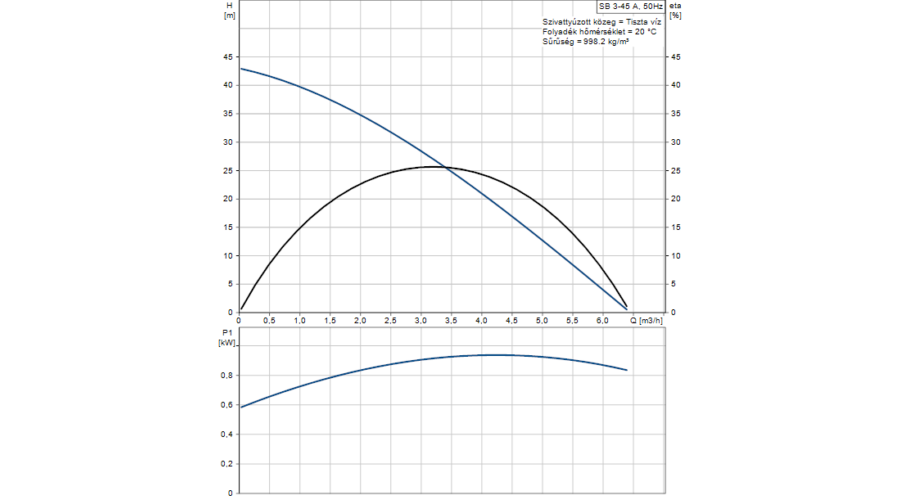 H
[m]
SB 3-45 A, 50Hz
eta
[%]
Szivattyúzott közeg = Tiszta víz
Folyadék hőmérséklet = 20 °C
Sűrűség = 998.2 kg/m³
45 45
40 40
35 35
30 30
25 25
20 20
15 15
10 10
5 5
0 0
0 0.5 1,0 1,5 2.0 2,5 3,0 3,5 4,0 4,5 5,0 5,5 6,0 Q [m3/h]
P1
[kW]
0,8
0,6
0,4
0,2
0